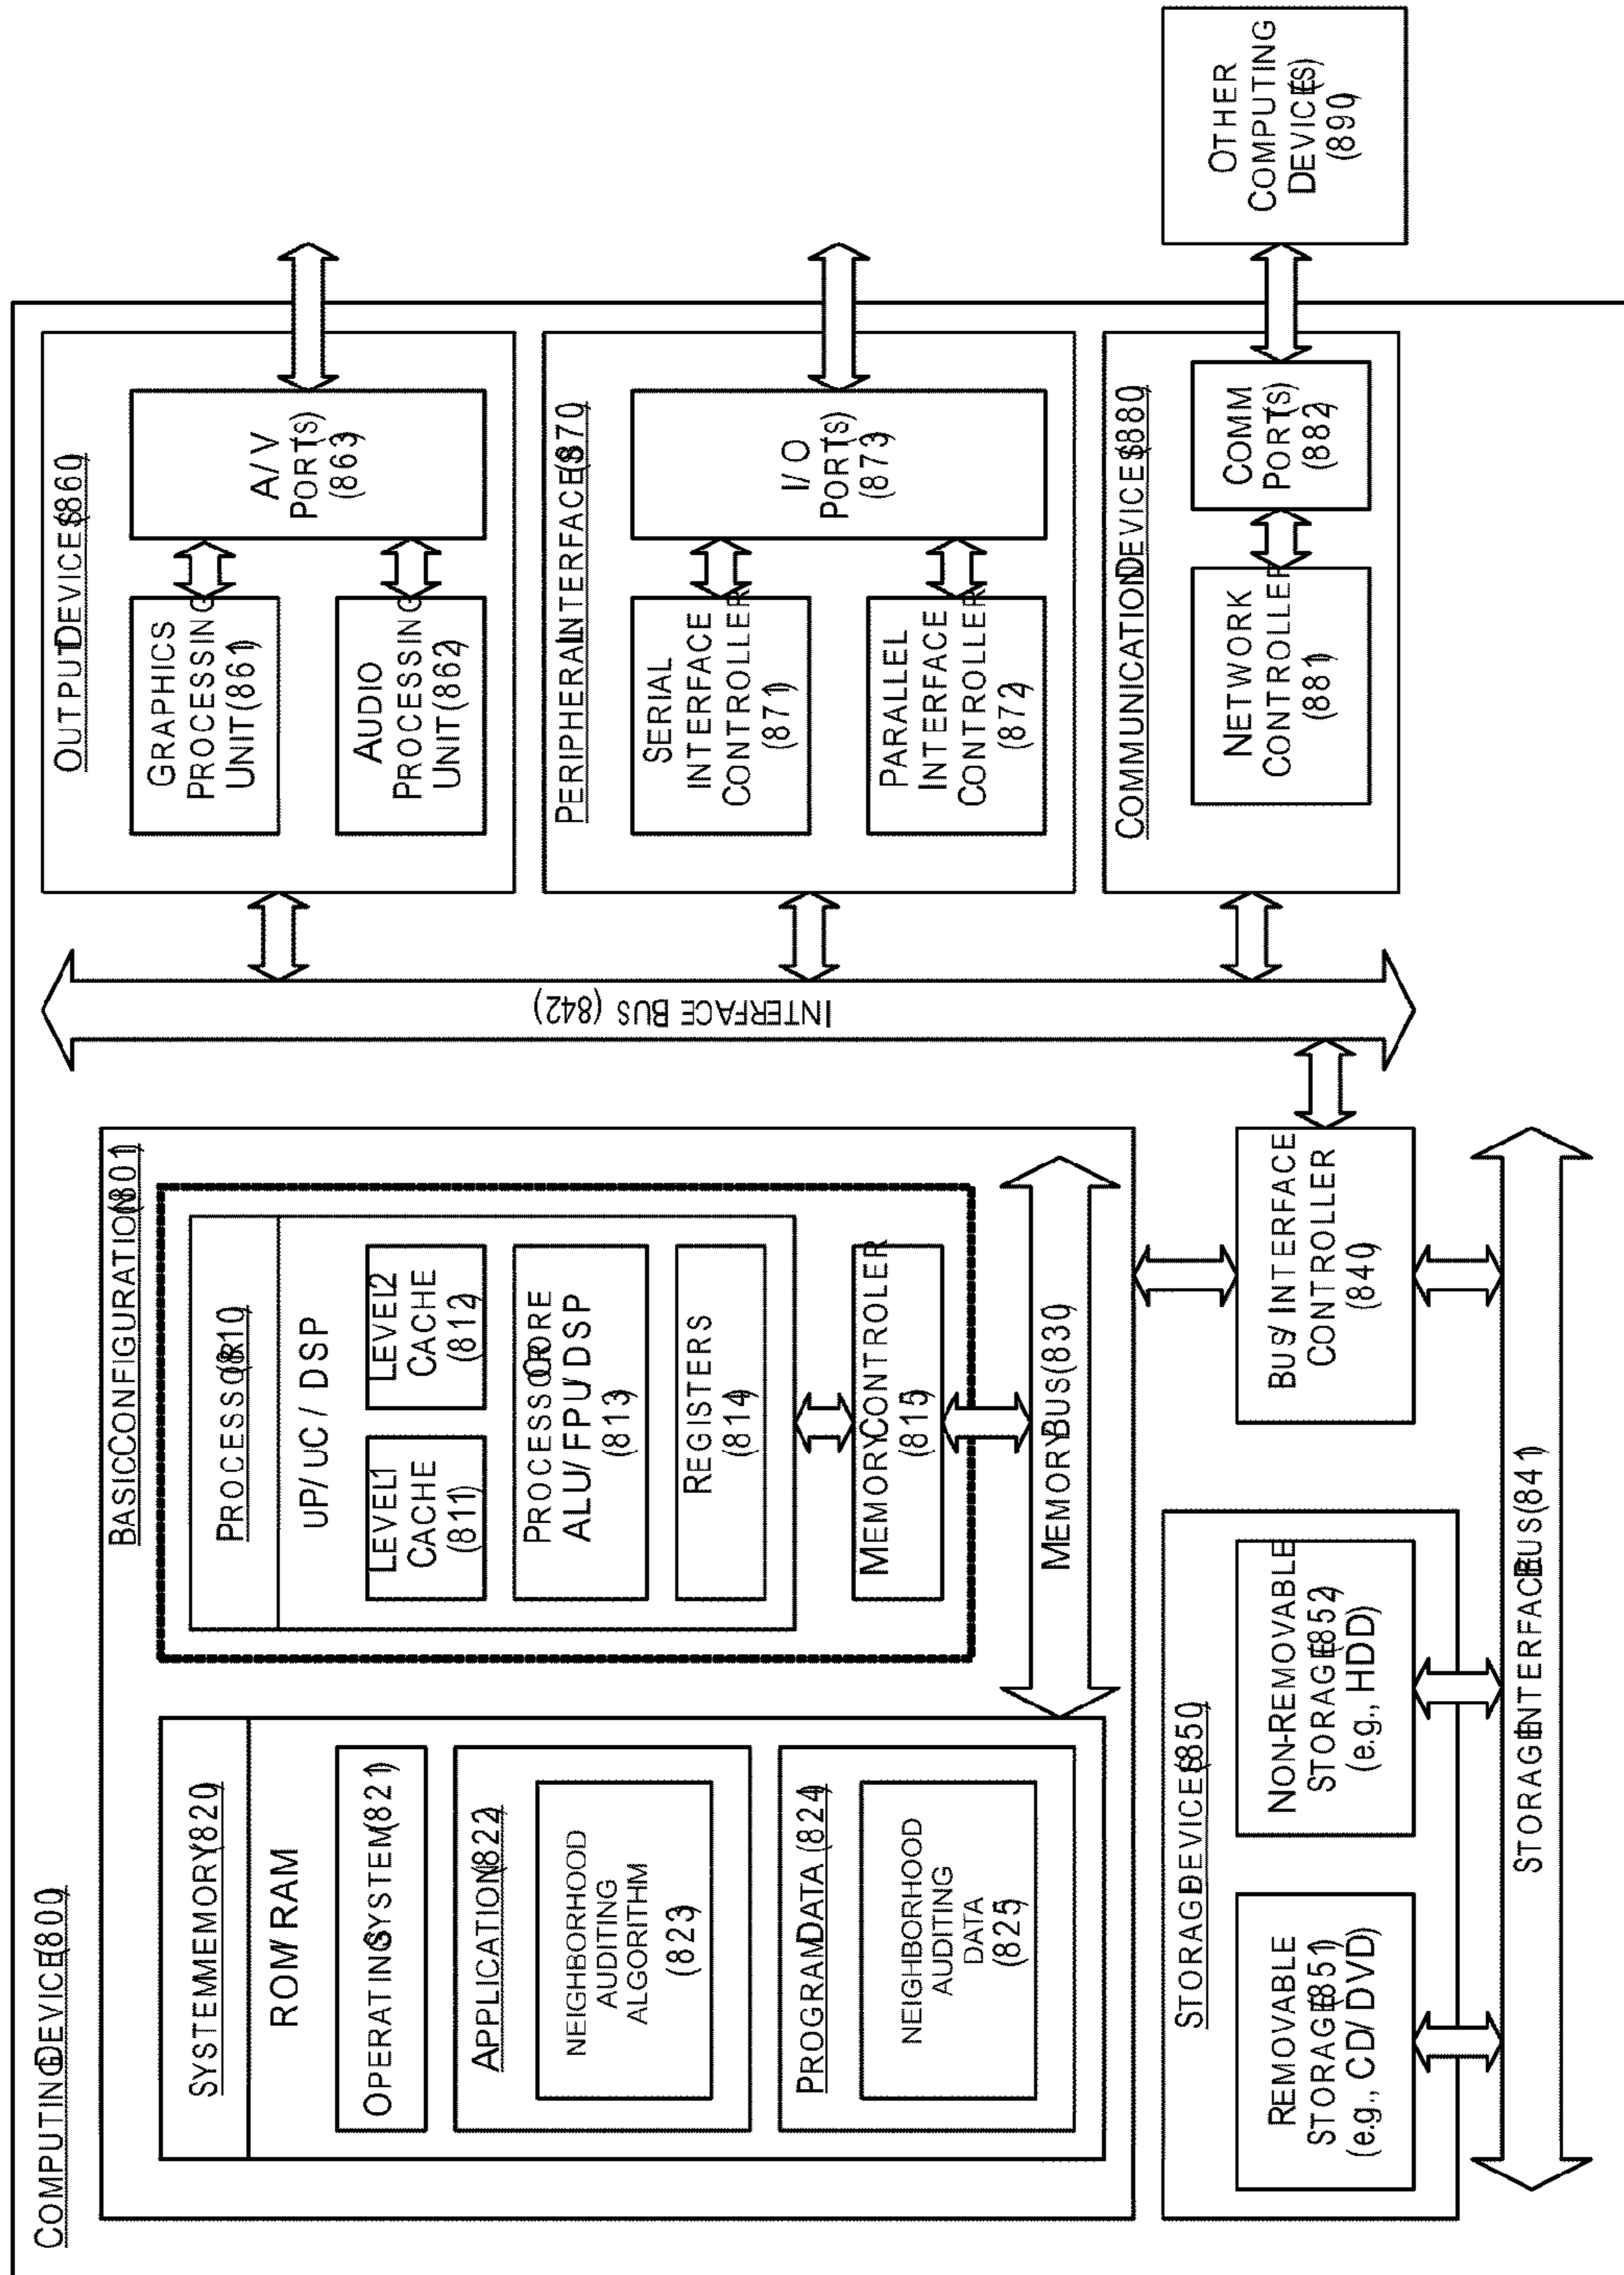 COMPUTING DEVICE (800)
BASIC CONFIGURATION (801)
SYSTEM MEMORY (820)
ROM/RAM
OPERATING SYSTEM (821)
APPLICATION (822)
NEIGHBORHOOD
AUDITING
ALGORITHM
(823)
PROGRAM DATA (824)
NEIGHBORHOOD
AUDITING
DATA
(825)
PROCESSOR (810)
UP/UC/DSP
LEVEL 1
CACHE
(811)
LEVEL 2
CACHE
(812)
PROCESSOR CORE
ALU/FPU/DSP
(813)
REGISTERS
(814)
MEMORY CONTROLLER
(815)
MEMORY BUS (830)
BUS/INTERFACE
CONTROLLER
(840)
STORAGE DEVICES (850)
REMOVABLE
STORAGE (851)
(e.g., CD/DVD)
NON-REMOVABLE
STORAGE (852)
(e.g., HDD)
STORAGE INTERFACE BUS (841)
INTERFACE BUS (842)
OUTPUT DEVICES (860)
GRAPHICS
PROCESSING
UNIT (861)
AUDIO
PROCESSING
UNIT (862)
A/V
PORT(S)
(863)
PERIPHERAL INTERFACES (870)
SERIAL
INTERFACE
CONTROLLER
(871)
PARALLEL
INTERFACE
CONTROLLER
(872)
I/O
PORT(S)
(873)
COMMUNICATION DEVICES (880)
NETWORK
CONTROLLER
(881)
COMM
PORT(S)
(882)
OTHER
COMPUTING
DEVICE(S)
(890)